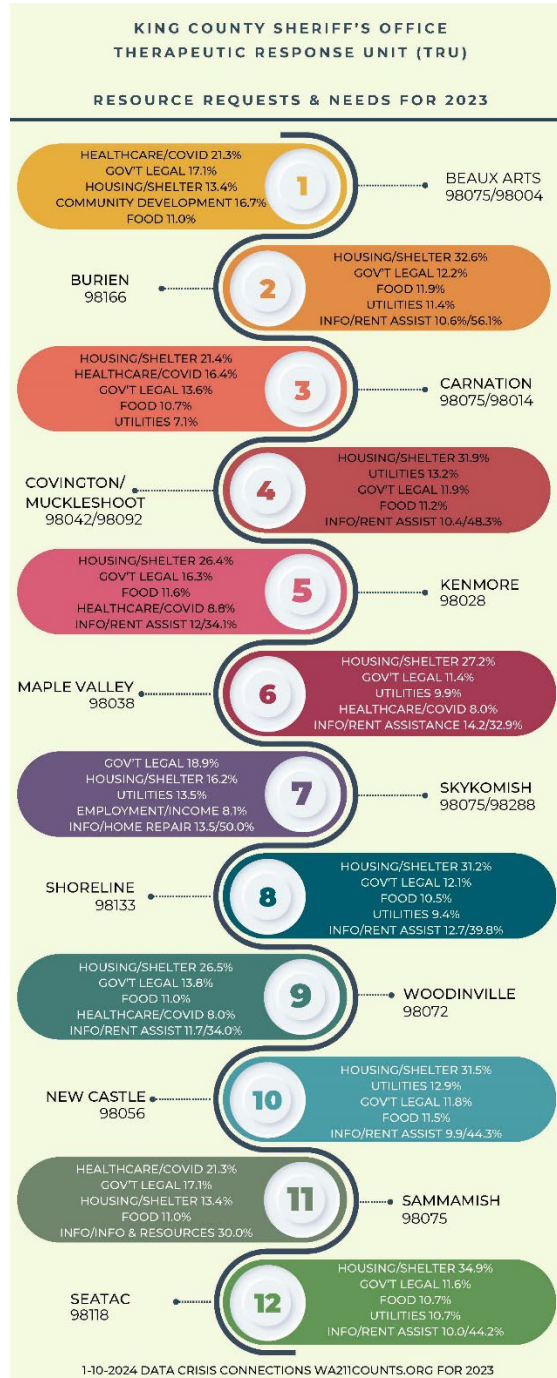 KING COUNTY SHERIFF'S OFFICE
THERAPEUTIC RESPONSE UNIT (TRU)
RESOURCE REQUESTS & NEEDS FOR 2023
HEALTHCARE/COVID 21.3%
GOV'T LEGAL 17.1%
HOUSING/SHELTER 13.4%
COMMUNITY DEVELOPMENT 16.7%
FOOD 11.0%
1
BEAUX ARTS
98075/98004
BURIEN
98166
2
HOUSING/SHELTER 32.6%
GOV'T LEGAL 12.2%
FOOD 11.9%
UTILITIES 11.4%
INFO/RENT ASSIST 10.6%/56.1%
HOUSING/SHELTER 21.4%
HEALTHCARE/COVID 16.4%
GOV'T LEGAL 13.6%
FOOD 10.7%
UTILITIES 7.1%
3
CARNATION
98075/98014
COVINGTON/
MUCKLESHOOT
98042/98092
4
HOUSING/SHELTER 31.9%
UTILITIES 13.2%
GOV'T LEGAL 11.9%
FOOD 11.2%
INFO/RENT ASSIST 10.4/48.3%
HOUSING/SHELTER 26.4%
GOV'T LEGAL 16.3%
FOOD 11.6%
HEALTHCARE/COVID 8.8%
INFO/RENT ASSIST 12/34.1%
5
KENMORE
98028
MAPLE VALLEY
98038
6
HOUSING/SHELTER 27.2%
GOV'T LEGAL 11.4%
UTILITIES 9.9%
HEALTHCARE/COVID 8.0%
INFO/RENT ASSISTANCE 14.2/32.9%
GOV'T LEGAL 18.9%
HOUSING/SHELTER 16.2%
UTILITIES 13.5%
EMPLOYMENT/INCOME 8.1%
INFO/HOME REPAIR 13.5/50.0%
7
SKYKOMISH
98075/98288
SHORELINE
98133
8
HOUSING/SHELTER 31.2%
GOV'T LEGAL 12.1%
FOOD 10.5%
UTILITIES 9.4%
INFO/RENT ASSIST 12.7/39.8%
HOUSING/SHELTER 26.5%
GOV'T LEGAL 13.8%
FOOD 11.0%
HEALTHCARE/COVID 8.0%
INFO/RENT ASSIST 11.7/34.0%
9
WOODINVILLE
98072
NEW CASTLE
98056
10
HOUSING/SHELTER 31.5%
UTILITIES 12.9%
GOV'T LEGAL 11.8%
FOOD 11.5%
INFO/RENT ASSIST 9.9/44.3%
HEALTHCARE/COVID 21.3%
GOV'T LEGAL 17.1%
HOUSING/SHELTER 13.4%
FOOD 11.0%
INFO/INFO & RESOURCES 30.0%
11
SAMMAMISH
98075
SEATAC
98118
12
HOUSING/SHELTER 34.9%
GOV'T LEGAL 11.6%
FOOD 10.7%
UTILITIES 10.7%
INFO/RENT ASSIST 10.0/44.2%
1-10-2024 DATA CRISIS CONNECTIONS WA211COUNTS.ORG FOR 2023